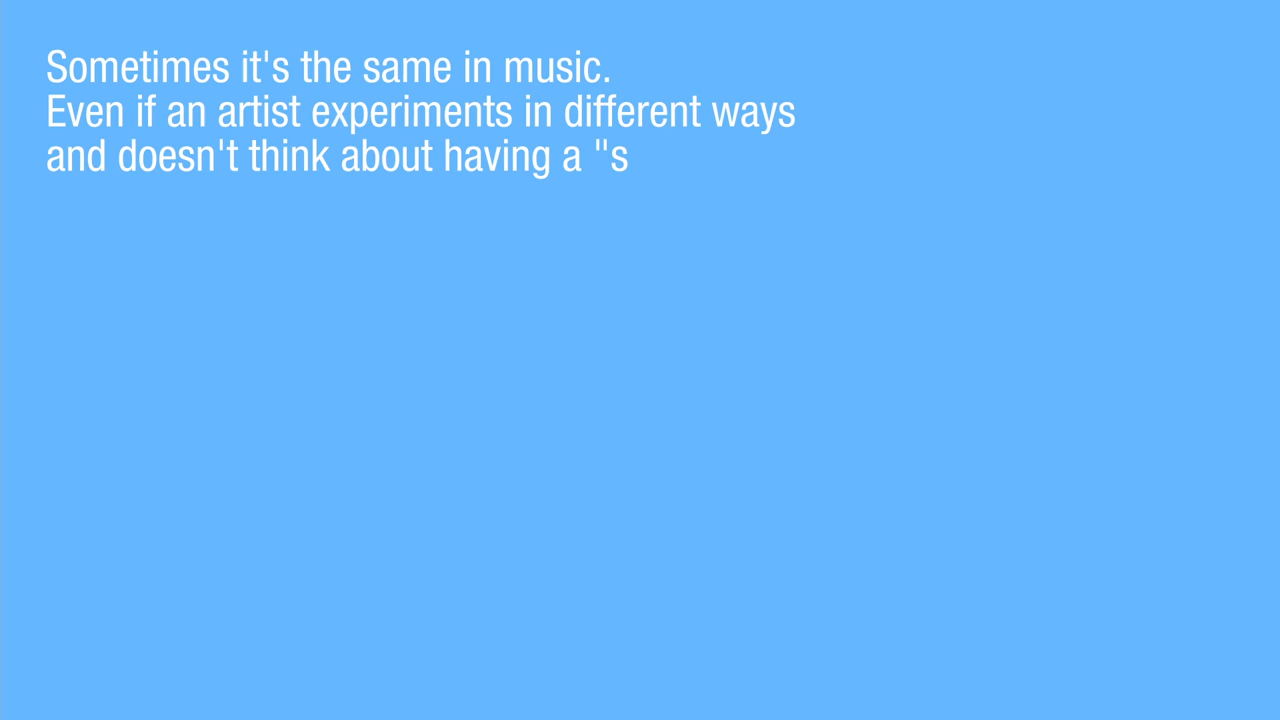 Sometimes it's the same in music.
Even if an artist experiments in different ways
and doesn't think about having a "s